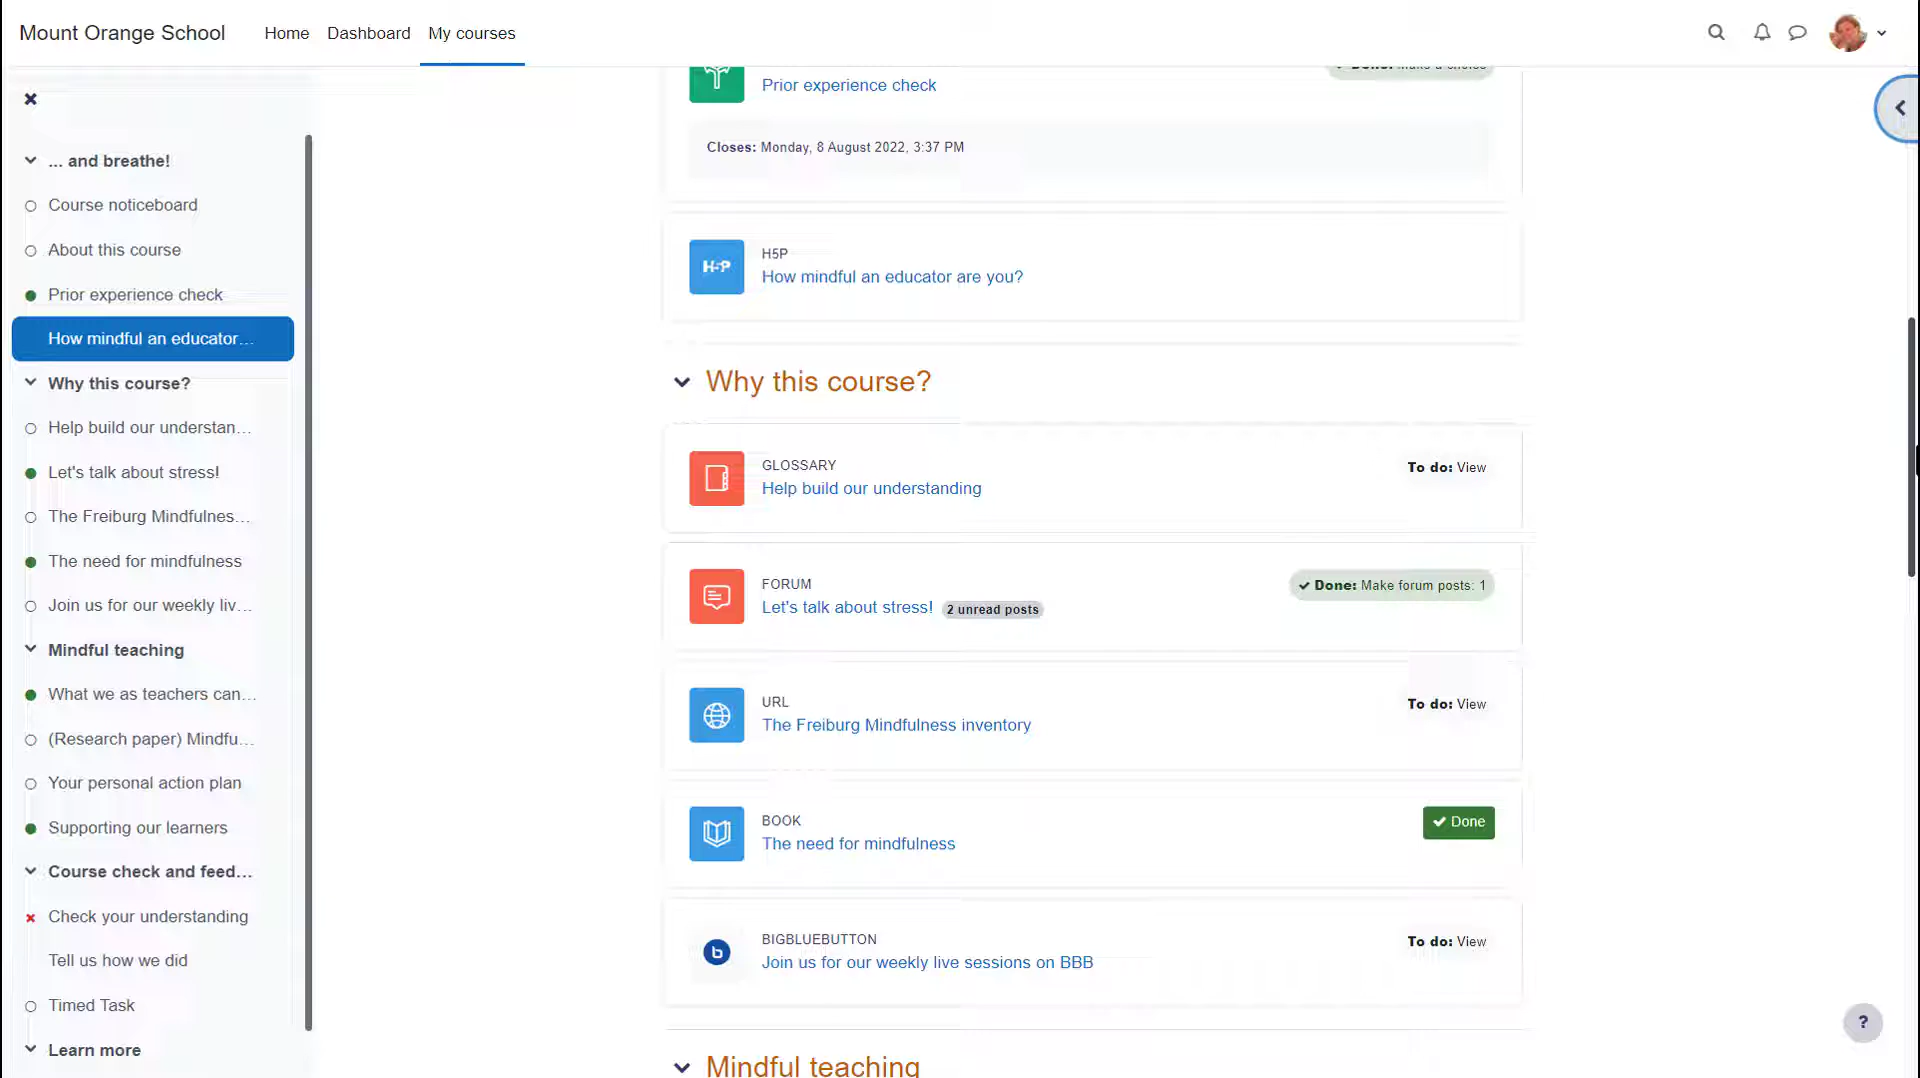 Mount Orange School
Home
Dashboard
My courses
... and breathe!
Course noticeboard
About this course
Prior experience check
How mindful an educator...
Why this course?
Help build our understan...
Let's talk about stress!
The Freiburg Mindfulnes...
The need for mindfulness
Join us for our weekly liv...
Mindful teaching
What we as teachers can...
(Research paper) Mindfu...
Your personal action plan
Supporting our learners
Course check and feed...
Check your understanding
Tell us how we did
Timed Task
Learn more
Done: Make a choice
Prior experience check
Closes: Monday, 8 August 2022, 3:37 PM
H5P
H5P
How mindful an educator are you?
Why this course?
GLOSSARY
To do: View
Help build our understanding
FORUM
Done: Make forum posts: 1
Let's talk about stress!
2 unread posts
URL
To do: View
The Freiburg Mindfulness inventory
BOOK
Done
The need for mindfulness
BIGBLUEBUTTON
To do: View
b
Join us for our weekly live sessions on BBB
?
Mindful teaching